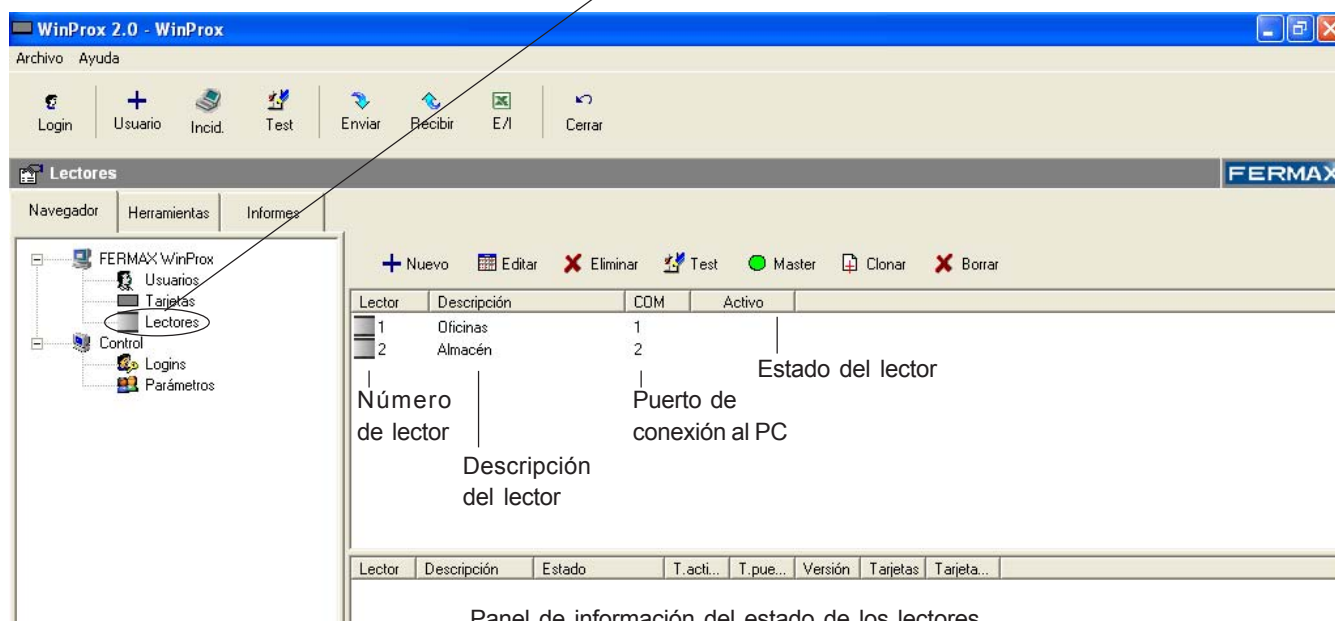 WinProx 2.0 - WinProx
Archivo Ayuda
Login Usuario Incid. Test Enviar Recibir E/I Cerrar
Lectores FERMAX
Navegador Herramientas Informes
FERMAX WinProx
Usuarios
Tarjetas
Lectores
Control
Logins
Parámetros
Nuevo Editar Eliminar Test Master Clonar Borrar
Lector Descripción COM Activo
1 Oficinas 1
2 Almacén 2
Estado del lector
Número
de lector
Puerto de
conexión al PC
Descripción
del lector
Lector Descripción Estado T.acti... T.pue... Versión Tarjetas Tarjeta...
Panel de información del estado de los lectores